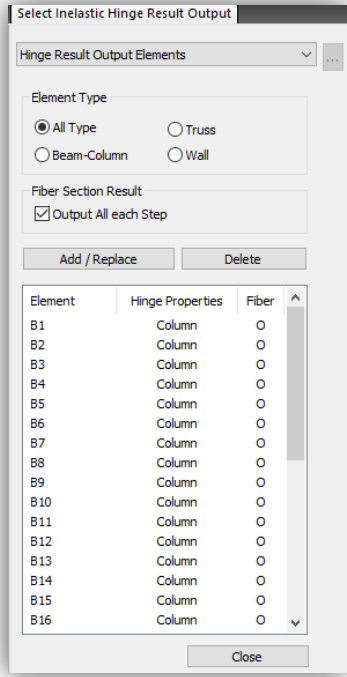 Select Inelastic Hinge Result Output
Hinge Result Output Elements
...
Element Type
All Type
Truss
Beam-Column
Wall
Fiber Section Result
Output All each Step
Add / Replace Delete
Element Hinge Properties Fiber
B1 Column O
B2 Column O
B3 Column O
B4 Column O
B5 Column O
B6 Column O
B7 Column O
B8 Column O
B9 Column O
B10 Column O
B11 Column O
B12 Column O
B13 Column O
B14 Column O
B15 Column O
B16 Column O
Close